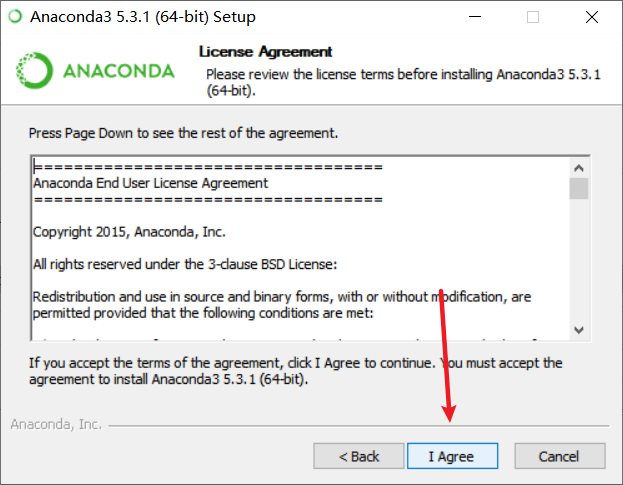 Anaconda3 5.3.1 (64-bit) Setup
License Agreement
ANACONDA
Please review the license terms before installing Anaconda3 5.3.1
(64-bit).
Press Page Down to see the rest of the agreement.
===================================
Anaconda End User License Agreement
===================================
Copyright 2015, Anaconda, Inc.
All rights reserved under the 3-clause BSD License:
Redistribution and use in source and binary forms, with or without modification, are
permitted provided that the following conditions are met:
If you accept the terms of the agreement, click I Agree to continue. You must accept the
agreement to install Anaconda3 5.3.1 (64-bit).
Anaconda, Inc.
< Back
I Agree
Cancel